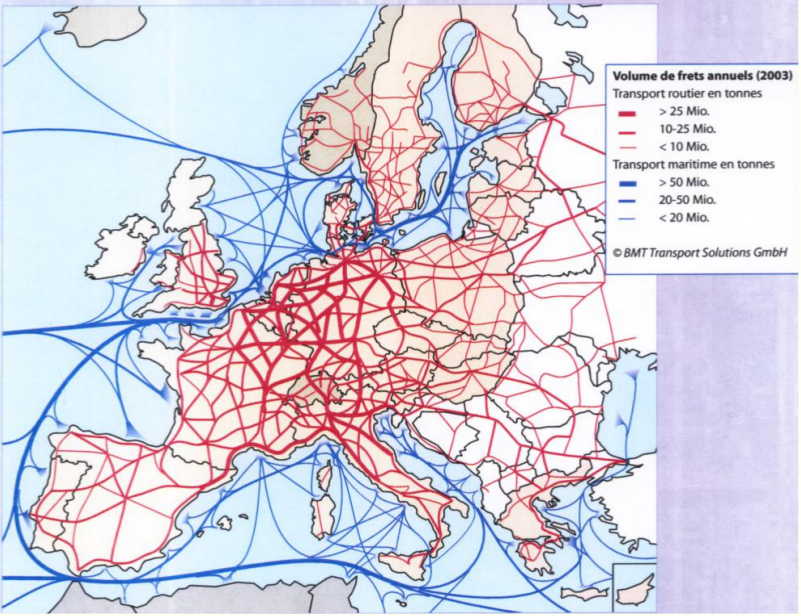 Volume de frets annuels (2003)
Transport routier en tonnes
> 25 Mio.
10-25 Mio.
< 10 Mio.
Transport maritime en tonnes
> 50 Mio.
20-50 Mio.
< 20 Mio.
© BMT Transport Solutions GmbH